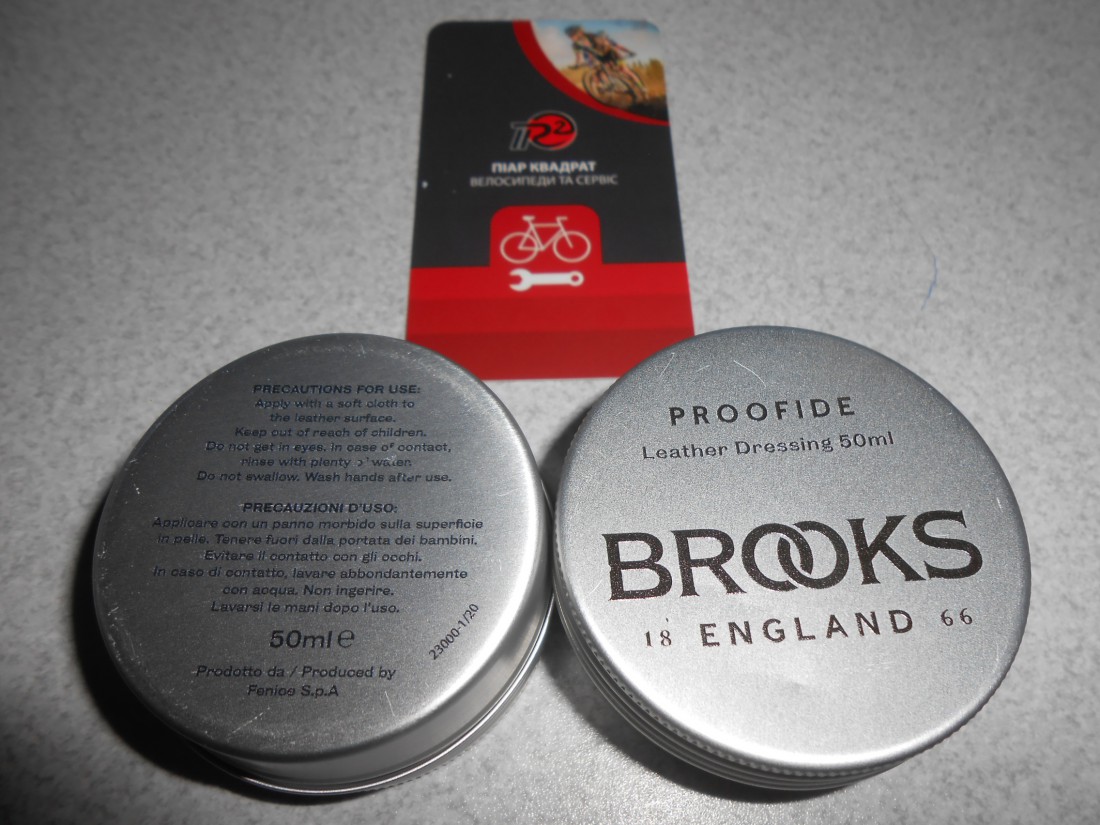 ПR2
ПІАР КВАДРАТ
ВЕЛОСИПЕДИ ТА СЕРВІС
PRECAUTIONS FOR USE:
Apply with a soft cloth to
the leather surface.
Keep out of reach of children.
Do not get in eyes. In case of contact,
rinse with plenty of water.
Do not swallow. Wash hands after use.
PRECAUZIONI D'USO:
Applicare con un panno morbido sulla superficie
in pelle. Tenere fuori dalla portata dei bambini.
Evitare il contatto con gli occhi.
In caso di contatto, lavare abbondantemente
con acqua. Non ingerire.
Lavarsi le mani dopo l'uso.
50ml e
23000-1/20
Prodotto da / Produced by
Fenice S.p.A
PROOFIDE
Leather Dressing 50ml
BROOKS
18 ENGLAND 66